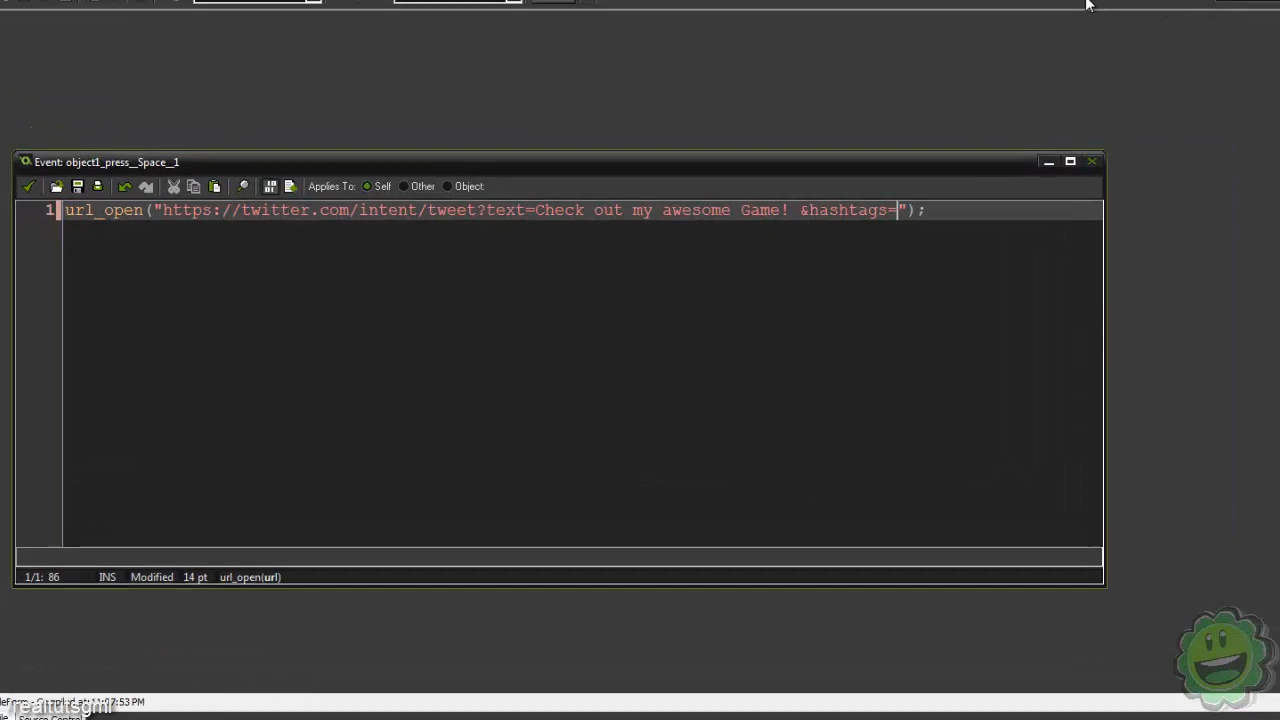 Event: object1_press__Space__1
Applies To: Self Other Object
1 url_open("https://twitter.com/intent/tweet?text=Check out my awesome Game! &hashtags=");
1/1: 86 INS Modified 14 pt url_open(url)
/realtutsgml